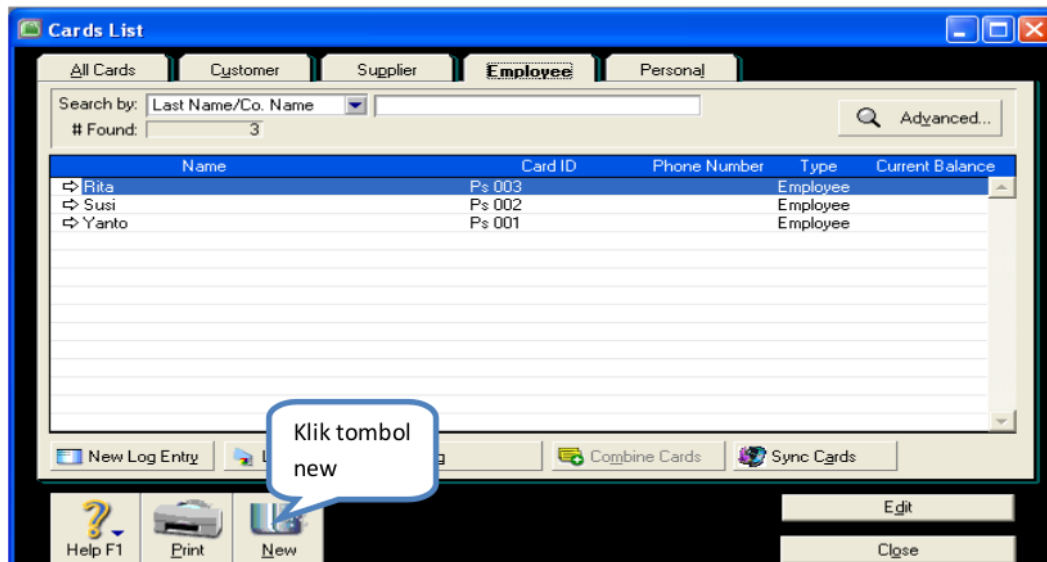 Cards List
All Cards Customer Supplier Employee Personal
Search by: Last Name/Co. Name
# Found: 3
Advanced...
Name Card ID Phone Number Type Current Balance
Rita Ps 003 Employee
Susi Ps 002 Employee
Yanto Ps 001 Employee
Klik tombol
new
New Log Entry Combine Cards Sync Cards
Help F1 Print New
Edit
Close